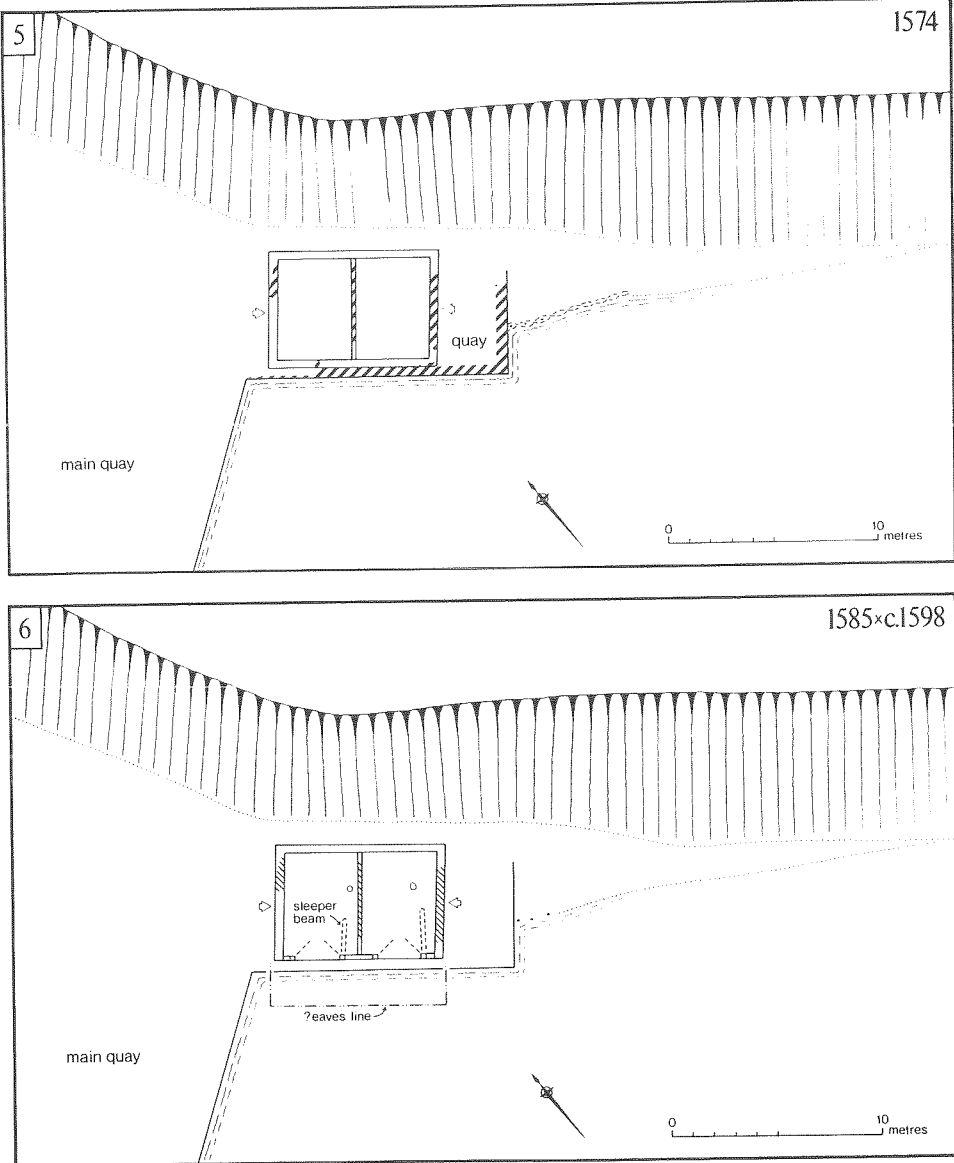 5
1574
quay
main quay
0
10
metres
6
1585×c.1598
sleeper
beam
?eaves line
main quay
0
10
metres